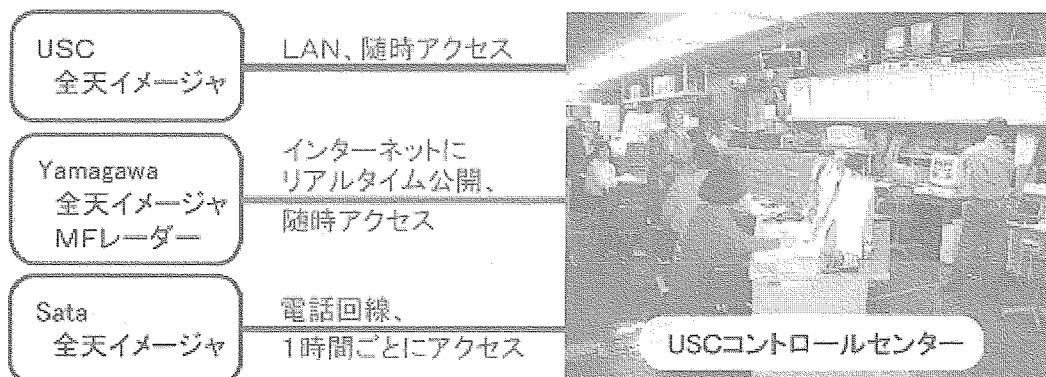 USC
全天イメージャ
LAN、随時アクセス
Yamagawa
全天イメージャ
MFレーダー
インターネットに
リアルタイム公開、
随時アクセス
Sata
全天イメージャ
電話回線、
1時間ごとにアクセス
USCコントロールセンター